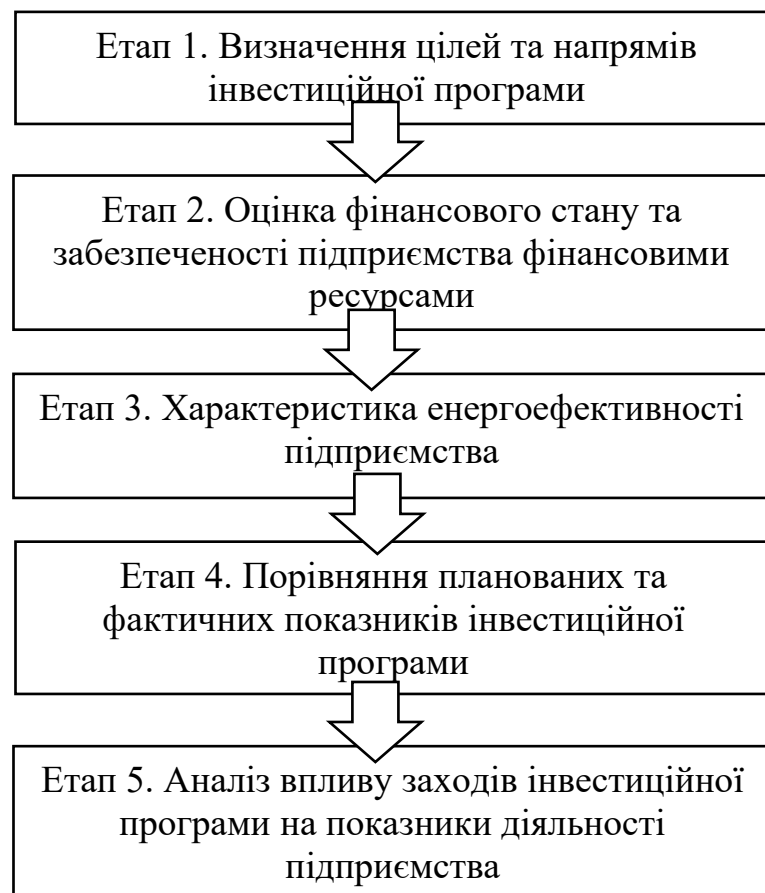 Етап 1. Визначення цілей та напрямів
інвестиційної програми
Етап 2. Оцінка фінансового стану та
забезпеченості підприємства фінансовими
ресурсами
Етап 3. Характеристика енергоефективності
підприємства
Етап 4. Порівняння планованих та
фактичних показників інвестиційної
програми
Етап 5. Аналіз впливу заходів інвестиційної
програми на показники діяльності
підприємства